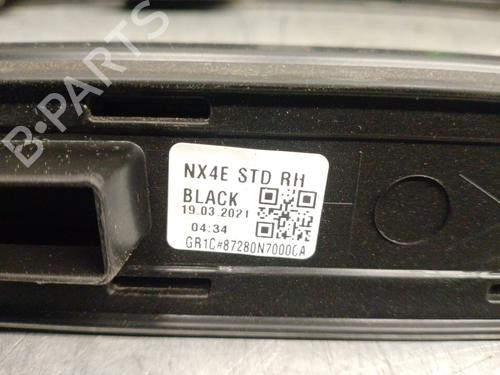 B-PARTS
NX4E STD RH
BLACK
19.03.2021
04:34
GR1C#87280N7000CA